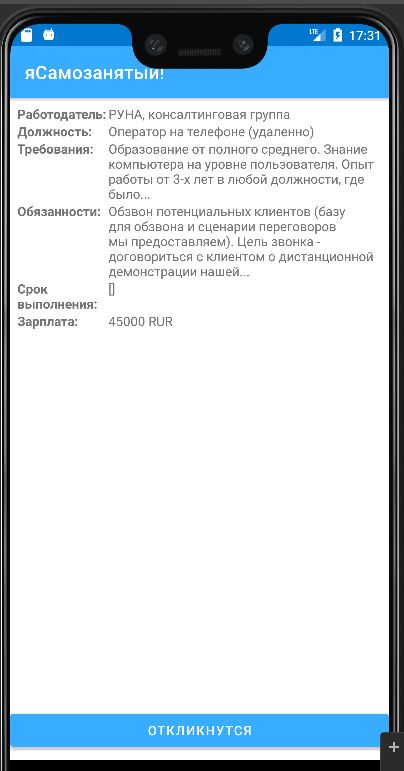 LTE 17:31
яСамозанятый!
Работодатель: РУНА, консалтинговая группа
Должность: Оператор на телефоне (удаленно)
Требования: Образование от полного среднего. Знание
компьютера на уровне пользователя. Опыт
работы от 3-х лет в любой должности, где
было...
Обязанности: Обзвон потенциальных клиентов (базу
для обзвона и сценарии переговоров
мы предоставляем). Цель звонка -
договориться с клиентом о дистанционной
демонстрации нашей...
Срок []
выполнения:
Зарплата: 45000 RUR
ОТКЛИКНУТСЯ